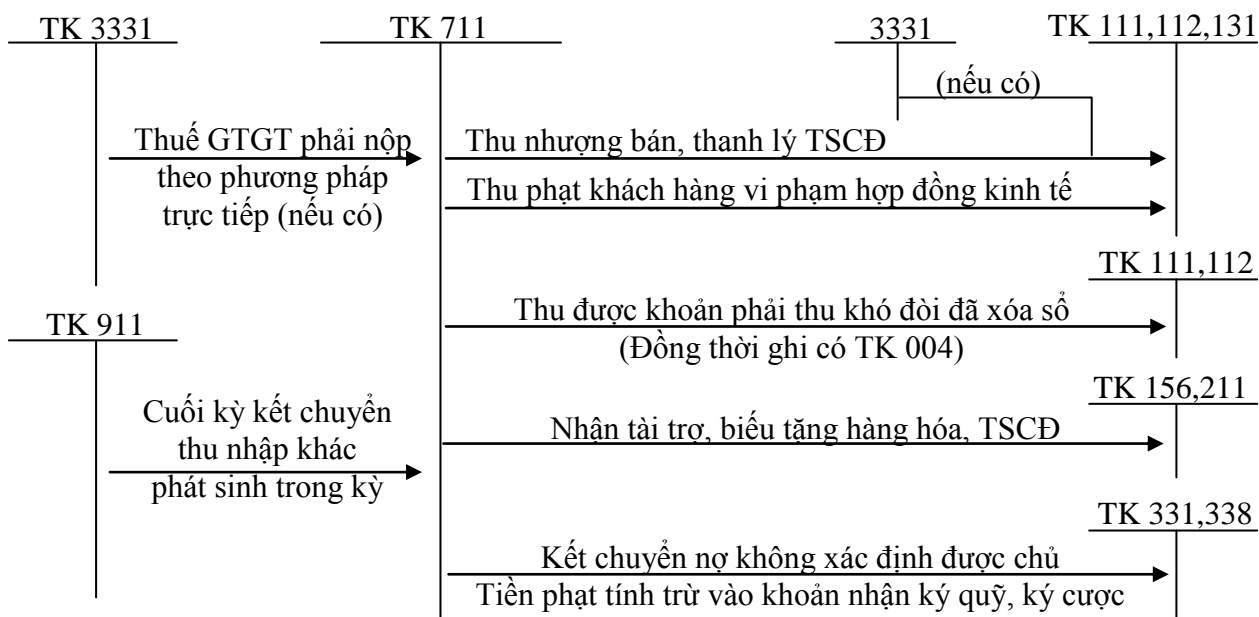 TK 3331
TK 711
3331
TK 111,112,131
(nếu có)
Thuế GTGT phải nộp
theo phương pháp
trực tiếp (nếu có)
Thu nhượng bán, thanh lý TSCĐ
Thu phạt khách hàng vi phạm hợp đồng kinh tế
TK 111,112
Thu được khoản phải thu khó đòi đã xóa sổ
(Đồng thời ghi có TK 004)
TK 911
TK 156,211
Cuối kỳ kết chuyển
thu nhập khác
phát sinh trong kỳ
Nhận tài trợ, biếu tặng hàng hóa, TSCĐ
TK 331,338
Kết chuyển nợ không xác định được chủ
Tiền phạt tính trừ vào khoản nhận ký quỹ, ký cược